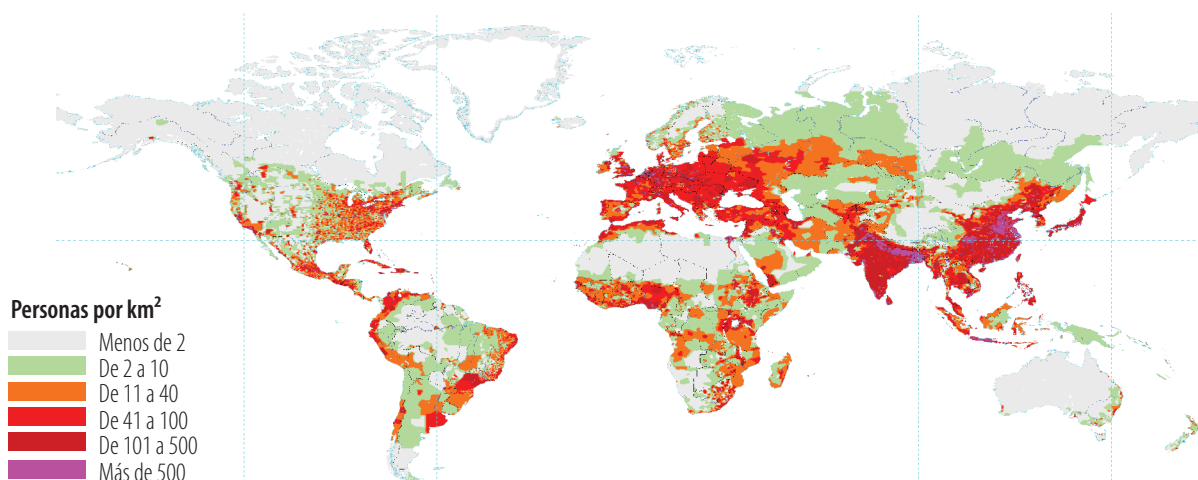 Personas por km²
Menos de 2
De 2 a 10
De 11 a 40
De 41 a 100
De 101 a 500
Más de 500